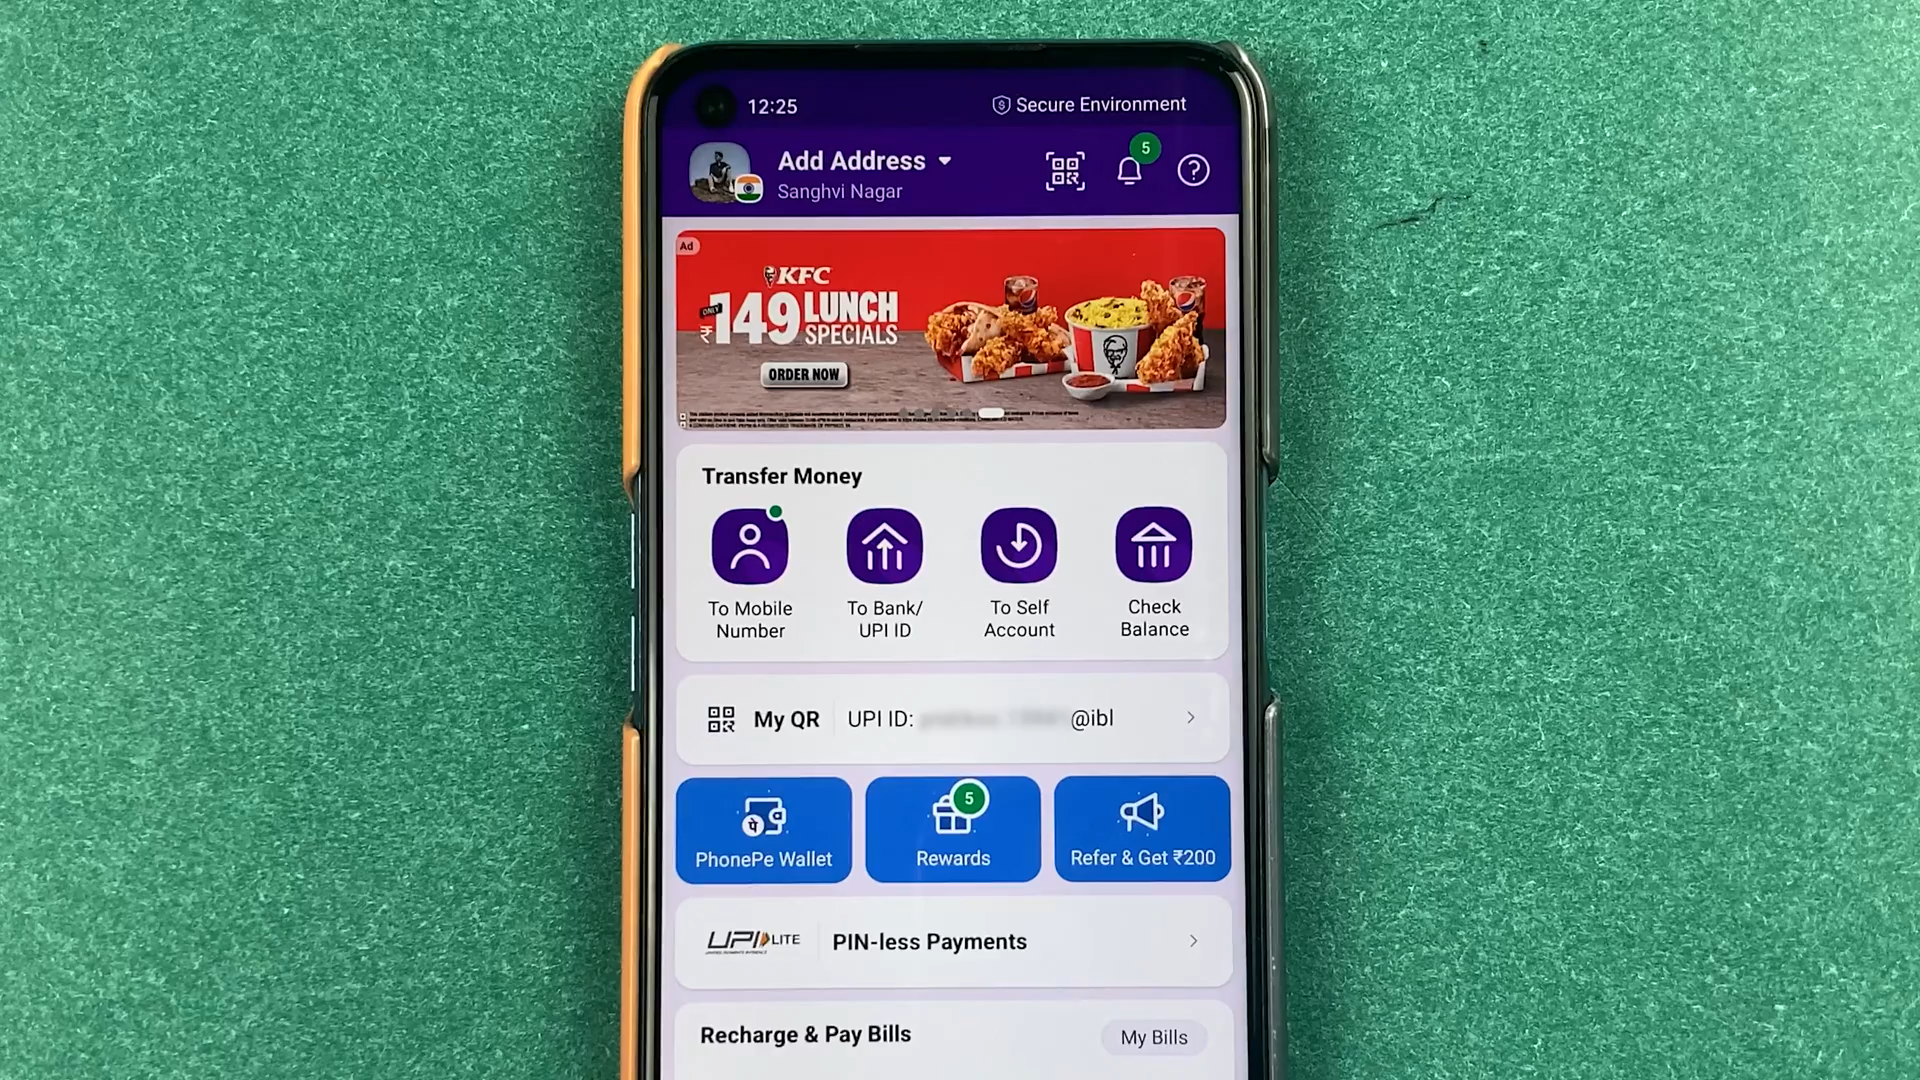 12:25
Secure Environment
Add Address
Sanghvi Nagar
5
Ad
KFC
ONLY
₹149 LUNCH
SPECIALS
ORDER NOW
Transfer Money
To Mobile
Number
To Bank/
UPI ID
To Self
Account
Check
Balance
My QR
UPI ID:
@ibl
पे
PhonePe Wallet
5
Rewards
Refer & Get ₹200
UPI LITE
PIN-less Payments
Recharge & Pay Bills
My Bills